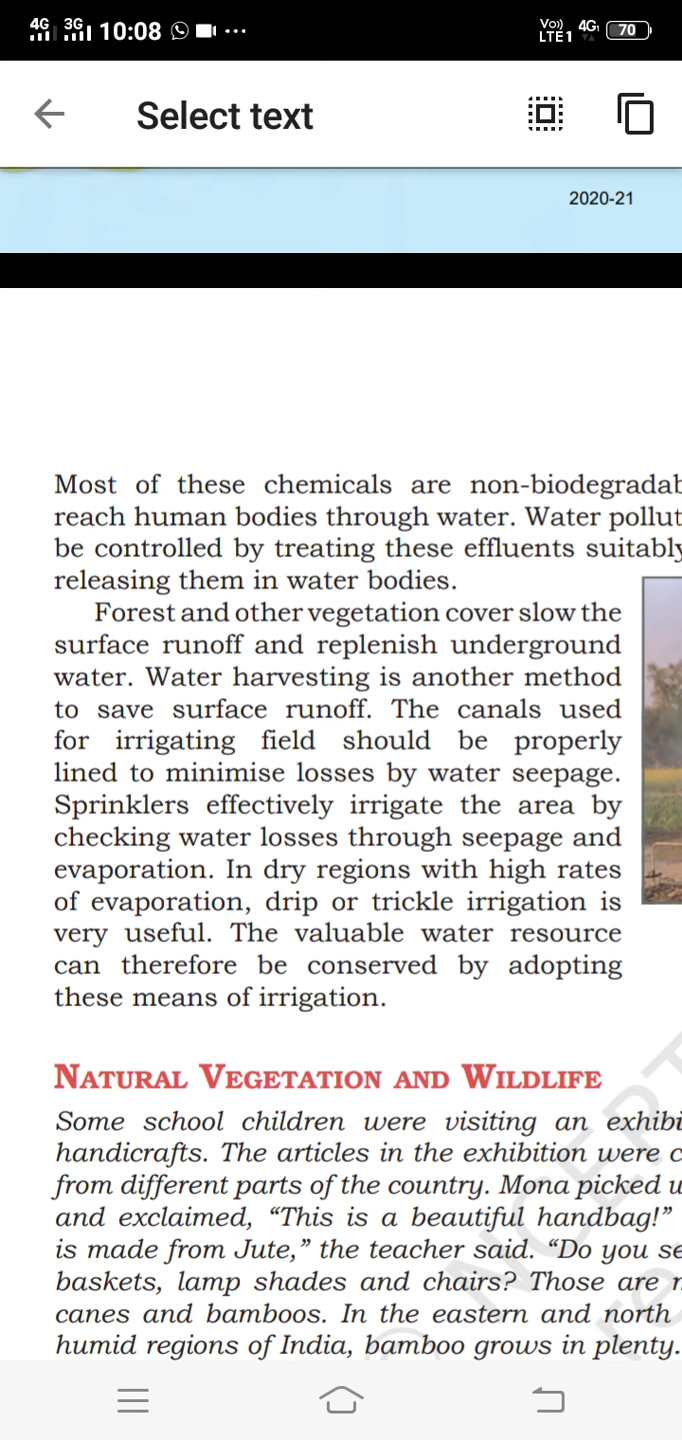 4G 3G 10:08 ... Vo)) LTE1 4G 70
Select text
2020-21
Most of these chemicals are non-biodegradab
reach human bodies through water. Water pollut
be controlled by treating these effluents suitably
releasing them in water bodies.
Forest and other vegetation cover slow the
surface runoff and replenish underground
water. Water harvesting is another method
to save surface runoff. The canals used
for irrigating field should be properly
lined to minimise losses by water seepage.
Sprinklers effectively irrigate the area by
checking water losses through seepage and
evaporation. In dry regions with high rates
of evaporation, drip or trickle irrigation is
very useful. The valuable water resource
can therefore be conserved by adopting
these means of irrigation.
NATURAL VEGETATION AND WILDLIFE
Some school children were visiting an exhibi
handicrafts. The articles in the exhibition were c
from different parts of the country. Mona picked u
and exclaimed, “This is a beautiful handbag!”
is made from Jute,” the teacher said. “Do you se
baskets, lamp shades and chairs? Those are m
canes and bamboos. In the eastern and north
humid regions of India, bamboo grows in plenty.
© NCERT
re